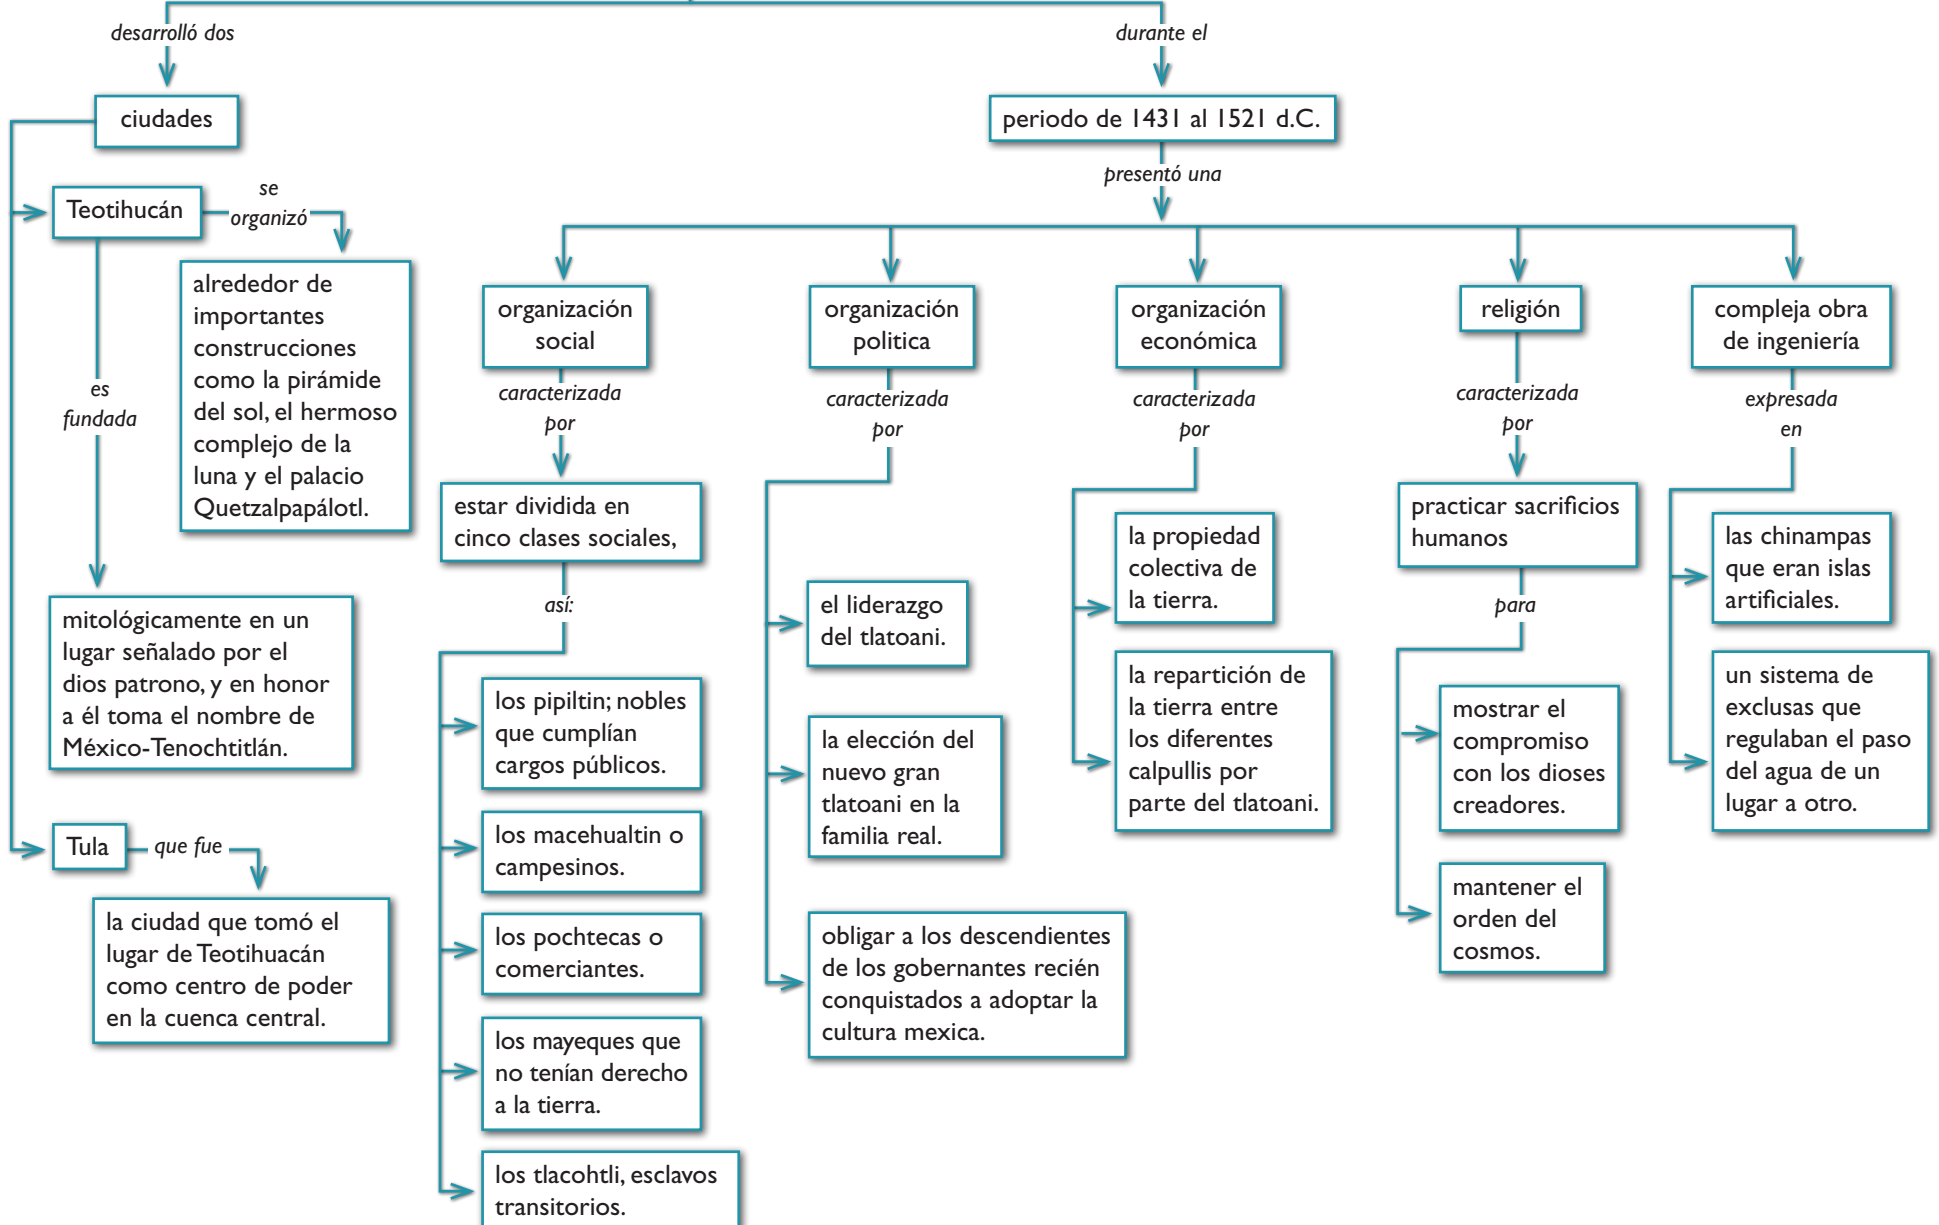 desarrolló dos
ciudades
Teotihucán
se
organizó
alrededor de
importantes
construcciones
como la pirámide
del sol, el hermoso
complejo de la
luna y el palacio
Quetzalpapálotl.
es
fundada
mitológicamente en un
lugar señalado por el
dios patrono, y en honor
a él toma el nombre de
México-Tenochtitlán.
Tula
que fue
la ciudad que tomó el
lugar de Teotihuacán
como centro de poder
en la cuenca central.
durante el
periodo de 1431 al 1521 d.C.
presentó una
organización
social
caracterizada
por
estar dividida en
cinco clases sociales,
así:
los pipiltin; nobles
que cumplían
cargos públicos.
los macehualtin o
campesinos.
los pochtecas o
comerciantes.
los mayeques que
no tenían derecho
a la tierra.
los tlacohtli, esclavos
transitorios.
organización
politica
caracterizada
por
el liderazgo
del tlatoani.
la elección del
nuevo gran
tlatoani en la
familia real.
obligar a los descendientes
de los gobernantes recién
conquistados a adoptar la
cultura mexica.
organización
económica
caracterizada
por
la propiedad
colectiva de
la tierra.
la repartición de
la tierra entre
los diferentes
calpullis por
parte del tlatoani.
religión
caracterizada
por
practicar sacrificios
humanos
para
mostrar el
compromiso
con los dioses
creadores.
mantener el
orden del
cosmos.
compleja obra
de ingeniería
expresada
en
las chinampas
que eran islas
artificiales.
un sistema de
exclusas que
regulaban el paso
del agua de un
lugar a otro.